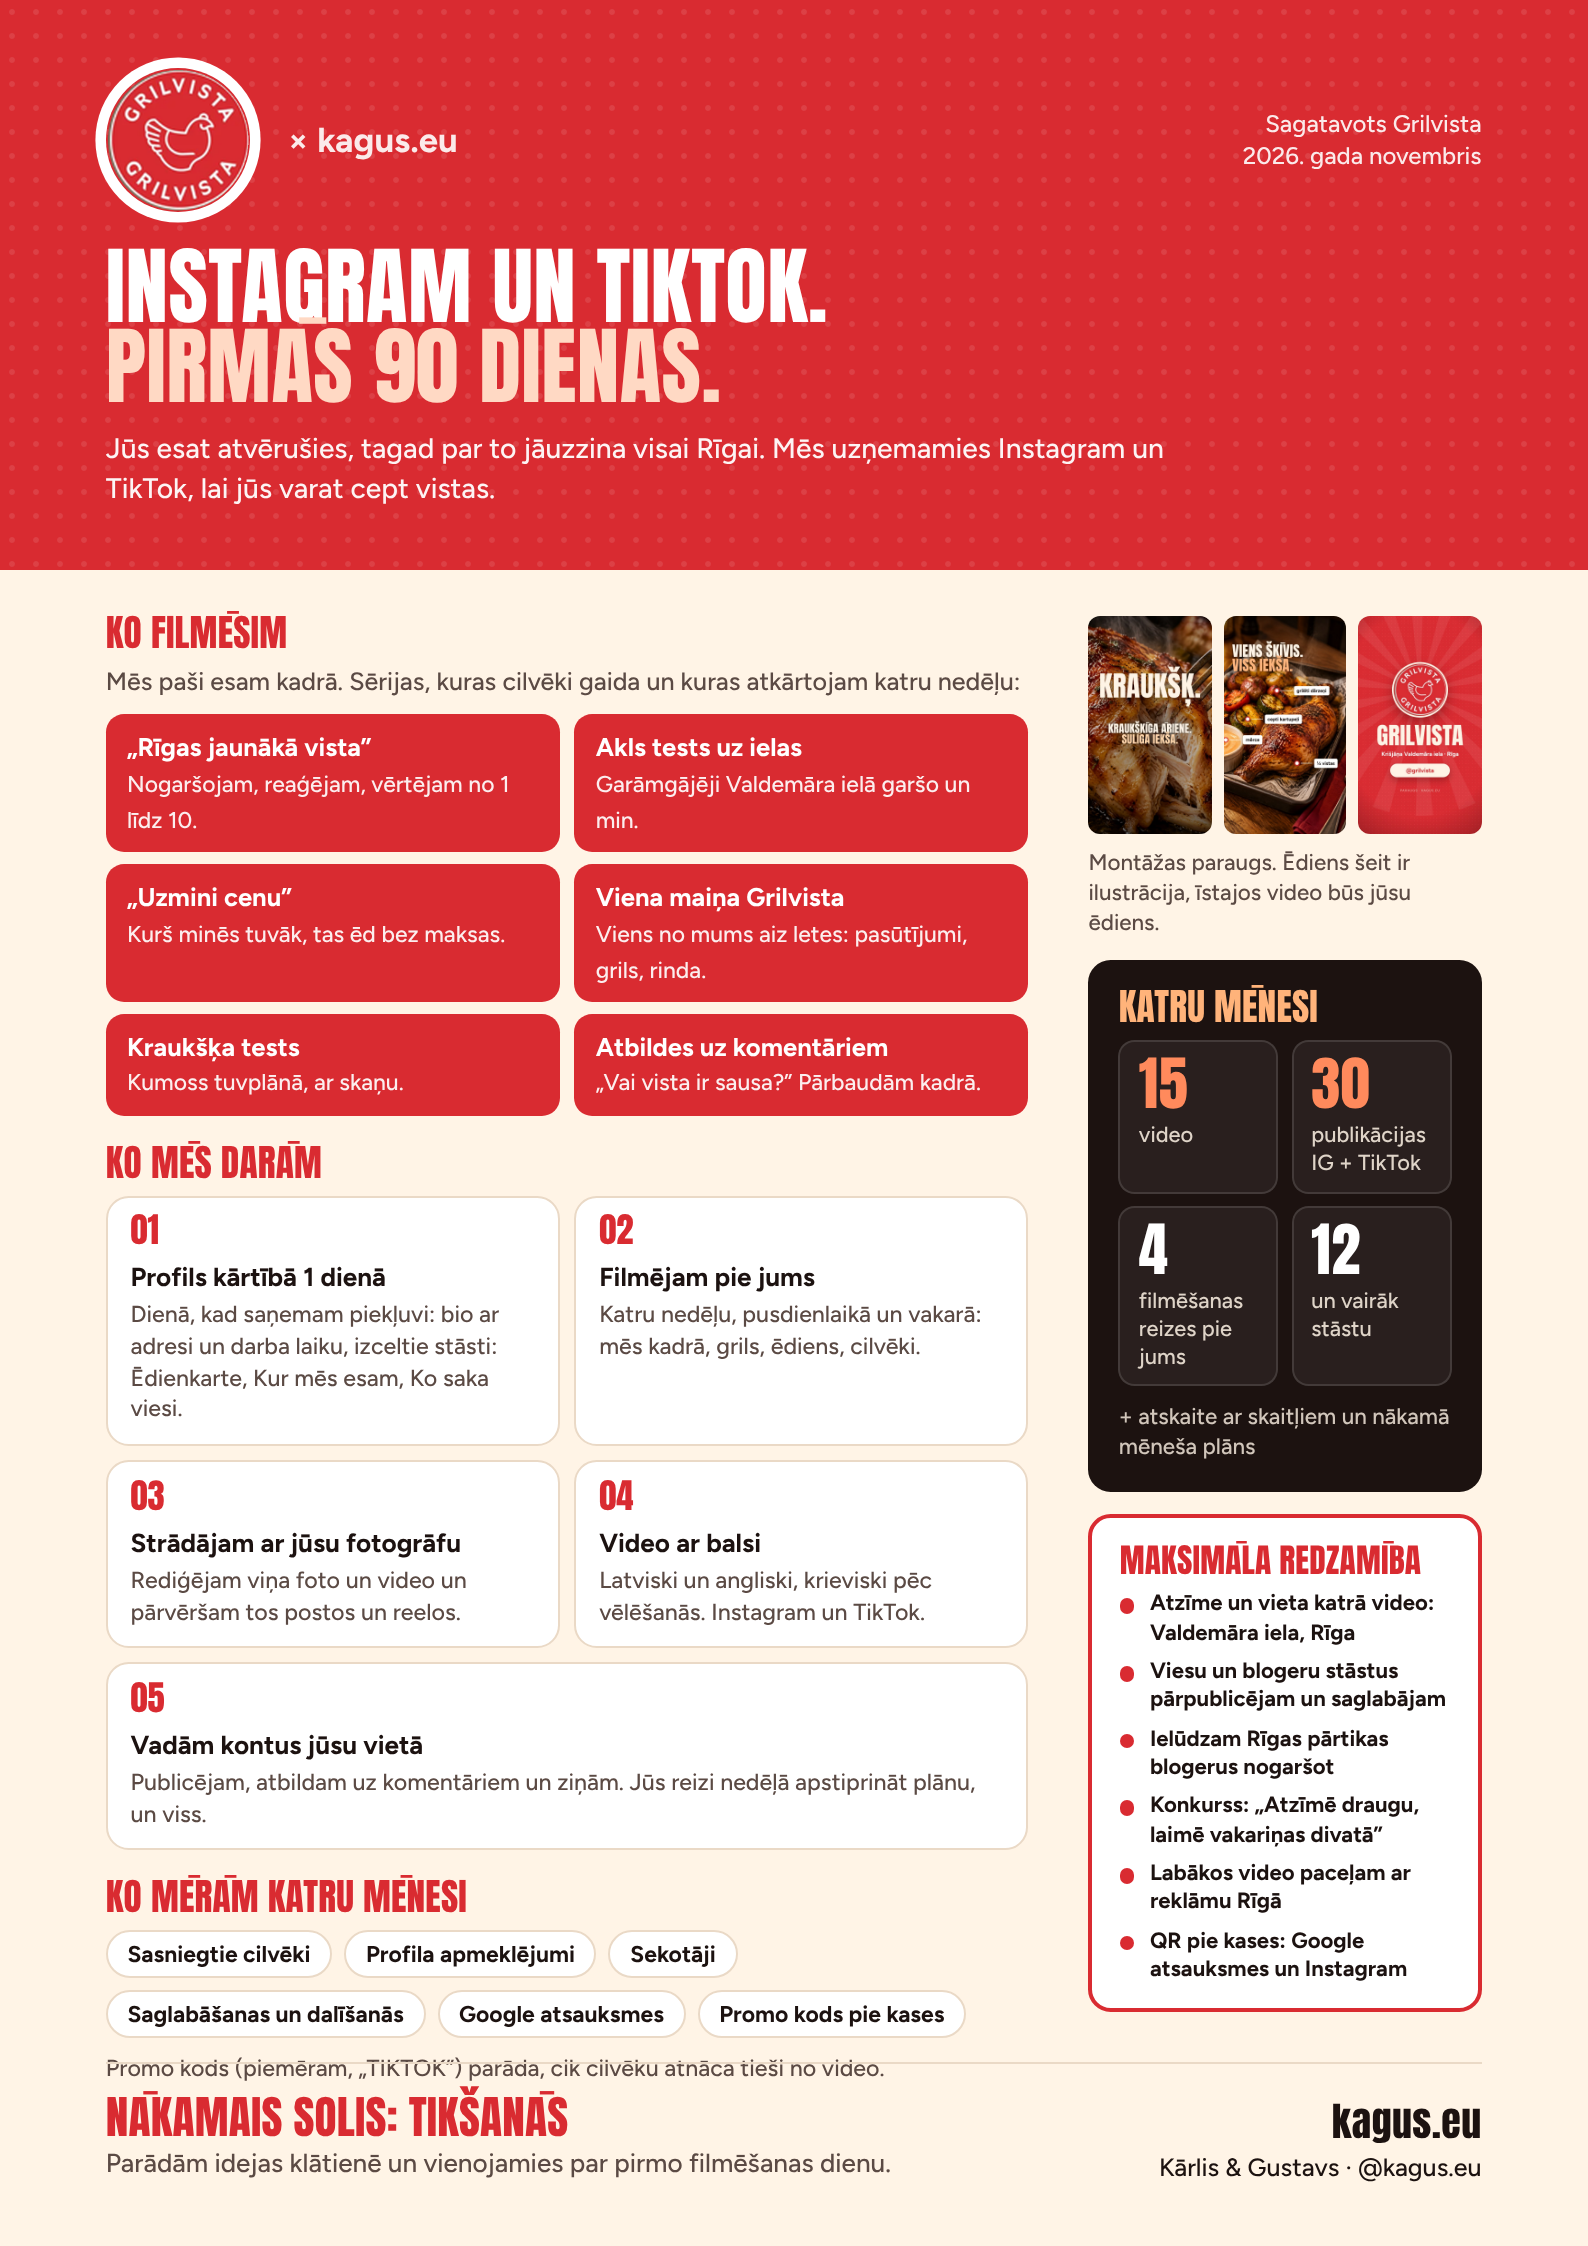 GRILVISTA
GRILVISTA
× kagus.eu
Sagatavots Grilvista
2026. gada novembris
INSTAGRAM UN TIKTOK.
PIRMĀS 90 DIENAS.
Jūs esat atvērušies, tagad par to jāuzzina visai Rīgai. Mēs uzņemamies Instagram un
TikTok, lai jūs varat cept vistas.
KO FILMĒSIM
Mēs paši esam kadrā. Sērijas, kuras cilvēki gaida un kuras atkārtojam katru nedēļu:
„Rīgas jaunākā vista”
Nogaršojam, reaģējam, vērtējam no 1
līdz 10.
Akls tests uz ielas
Garāmgājēji Valdemāra ielā garšo un
min.
„Uzmini cenu”
Kurš minēs tuvāk, tas ēd bez maksas.
Viena maiņa Grilvista
Viens no mums aiz letes: pasūtījumi,
grils, rinda.
Kraukšķa tests
Kumoss tuvplānā, ar skaņu.
Atbildes uz komentāriem
„Vai vista ir sausa?” Pārbaudām kadrā.
KO MĒS DARĀM
01
Profils kārtībā 1 dienā
Dienā, kad saņemam piekļuvi: bio ar
adresi un darba laiku, izceltie stāsti:
Ēdienkarte, Kur mēs esam, Ko saka
viesi.
02
Filmējam pie jums
Katru nedēļu, pusdienlaikā un vakarā:
mēs kadrā, grils, ēdiens, cilvēki.
03
Strādājam ar jūsu fotogrāfu
Rediģējam viņa foto un video un
pārvēršam tos postos un reelos.
04
Video ar balsi
Latviski un angliski, krieviski pēc
vēlēšanās. Instagram un TikTok.
05
Vadām kontus jūsu vietā
Publicējam, atbildam uz komentāriem un ziņām. Jūs reizi nedēļā apstiprināt plānu,
un viss.
KO MĒRĀM KATRU MĒNESI
Sasniegtie cilvēki
Profila apmeklējumi
Sekotāji
Saglabāšanas un dalīšanās
Google atsauksmes
Promo kods pie kases
Promo kods (piemēram, „TIKTOK”) parāda, cik cilvēku atnāca tieši no video.
KRAUKŠĶ.
KRAUKŠĶĪGA ĀRIENE,
SULĪGA IEKŠA.
VIENS ŠĶĪVIS.
VISS IEKŠĀ.
grilēti dārzeņi
cepti kartupeļi
mērce
½ vistas
GRILVISTA
GRILVISTA
GRILVISTA
Krišjāņa Valdemāra iela · Rīga
@grilvista
Montāžas paraugs. Ēdiens šeit ir
ilustrācija, īstajos video būs jūsu
ēdiens.
KATRU MĒNESI
15
video
30
publikācijas
IG + TikTok
4
filmēšanas
reizes pie
jums
12
un vairāk
stāstu
+ atskaite ar skaitļiem un nākamā
mēneša plāns
MAKSIMĀLA REDZAMĪBA
Atzīme un vieta katrā video:
Valdemāra iela, Rīga
Viesu un blogeru stāstus
pārpublicējam un saglabājam
Ielūdzam Rīgas pārtikas
blogerus nogaršot
Konkurss: „Atzīmē draugu,
laimē vakariņas divatā”
Labākos video paceļam ar
reklāmu Rīgā
QR pie kases: Google
atsauksmes un Instagram
NĀKAMAIS SOLIS: TIKŠANĀS
Parādām idejas klātienē un vienojamies par pirmo filmēšanas dienu.
kagus.eu
Kārlis & Gustavs · @kagus.eu